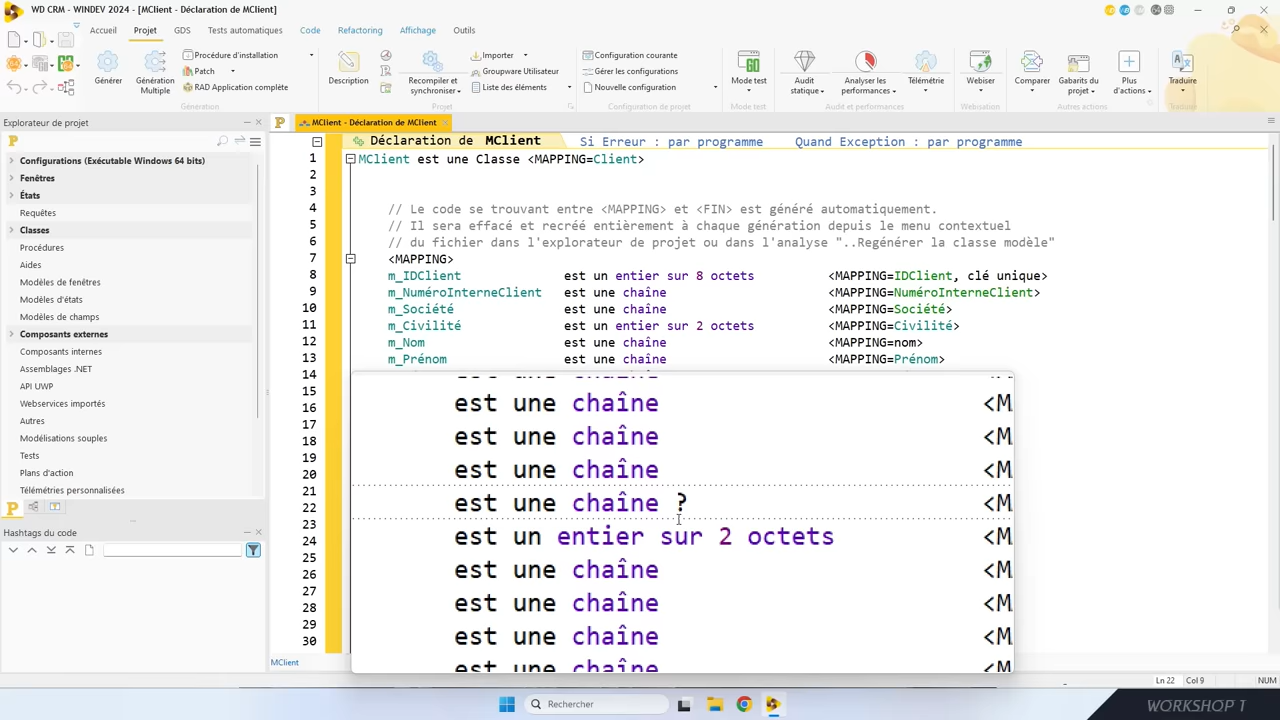 WD CRM - WINDEV 2024 - [MClient - Déclaration de MClient]
Accueil Projet GDS Tests automatiques Code Refactoring Affichage Outils
Procédure d'installation
Patch
RAD Application complète
Importer
Groupware Utilisateur
Liste des éléments
Configuration courante
Gérer les configurations
Nouvelle configuration
Générer
Génération
Multiple
Description
Recompiler et
synchroniser
Mode test
Audit
statique
Analyser les
performances
Télémétrie
Webiser
Comparer
Gabarits du
projet
Plus
d'actions
Traduire
Génération Projet Configuration de projet Mode test Audit et performances Websation Autres actions Traduire
Explorateur de projet
MClient - Déclaration de MClient
Configurations (Exécutable Windows 64 bits)
Fenêtres
États
Requêtes
Classes
Procédures
Aides
Modèles de fenêtres
Modèles d'états
Modèles de champs
Composants externes
Composants internes
Assemblages .NET
API UWP
Webservices importés
Autres
Modélisations souples
Tests
Plans d'action
Télémétries personnalisées
Hashtags du code
Déclaration de MClient Si Erreur : par programme Quand Exception : par programme
1 MClient est une Classe <MAPPING=Client>
2
3
4 // Le code se trouvant entre <MAPPING> et <FIN> est généré automatiquement.
5 // Il sera effacé et recréé entièrement à chaque génération depuis le menu contextuel
6 // du fichier dans l'explorateur de projet ou dans l'analyse "..Regénérer la classe modèle"
7 <MAPPING>
8 m_IDClient est un entier sur 8 octets <MAPPING=IDClient, clé unique>
9 m_NuméroInterneClient est une chaîne <MAPPING=NuméroInterneClient>
10 m_Société est une chaîne <MAPPING=Société>
11 m_Civilité est un entier sur 2 octets <MAPPING=Civilité>
12 m_Nom est une chaîne <MAPPING=nom>
13 m_Prénom est une chaîne <MAPPING=Prénom>
14
15
16
17
18
19
20
21
22
23
24
25
26
27
28
29
30
est une chaîne <M
est une chaîne <M
est une chaîne <M
est une chaîne ? <M
est un entier sur 2 octets <M
est une chaîne <M
est une chaîne <M
est une chaîne <M
est une chaîne <M
MClient
Ln 22 Col 9 NUM
Rechercher
WORKSHOP 1